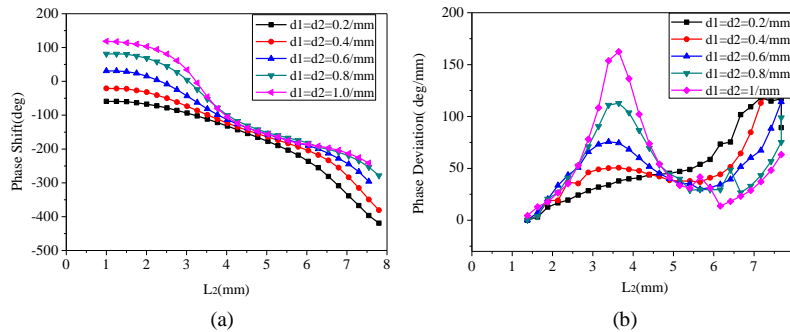 d1=d2=0.2/mm
d1=d2=0.4/mm
d1=d2=0.6/mm
d1=d2=0.8/mm
d1=d2=1.0/mm
Phase Shift(deg)
200
100
0
-100
-200
-300
-400
-500
0 1 2 3 4 5 6 7 8
L2(mm)
(a)
d1=d2=0.2/mm
d1=d2=0.4/mm
d1=d2=0.6/mm
d1=d2=0.8/mm
d1=d2=1/mm
Phase Deviation( deg/mm)
200
150
100
50
0
0 1 2 3 4 5 6 7
L2(mm)
(b)